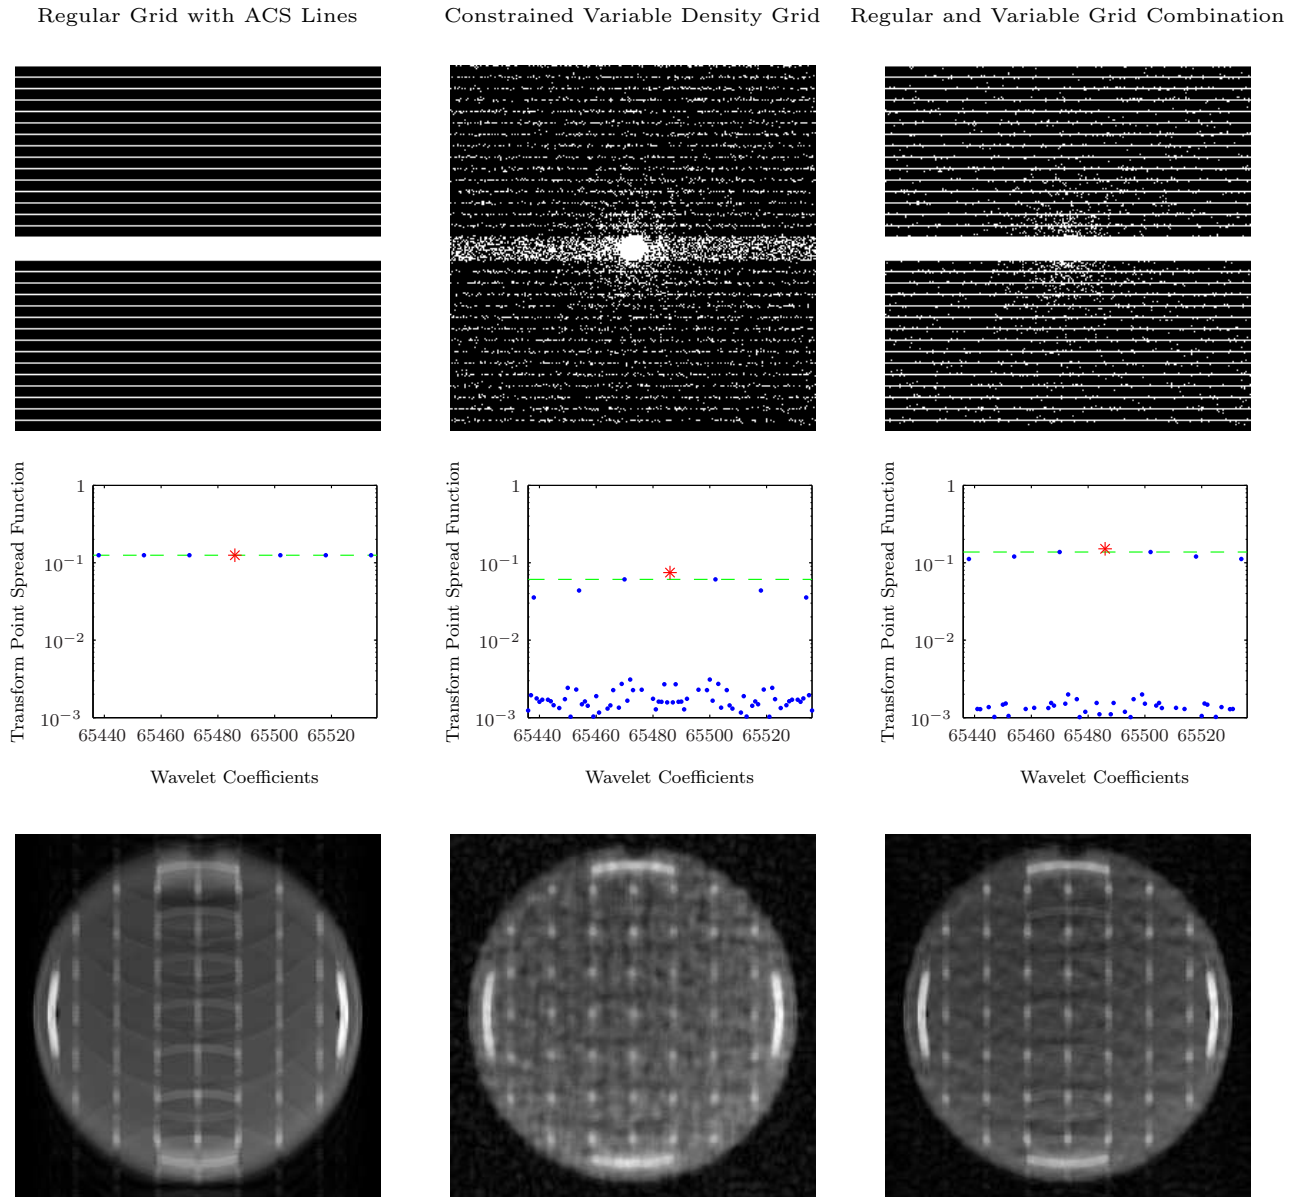 Regular Grid with ACS Lines
Constrained Variable Density Grid
Regular and Variable Grid Combination
Transform Point Spread Function
1
10⁻¹
10⁻²
10⁻³
65440 65460 65480 65500 65520
Wavelet Coefficients
Transform Point Spread Function
1
10⁻¹
10⁻²
10⁻³
65440 65460 65480 65500 65520
Wavelet Coefficients
Transform Point Spread Function
1
10⁻¹
10⁻²
10⁻³
65440 65460 65480 65500 65520
Wavelet Coefficients